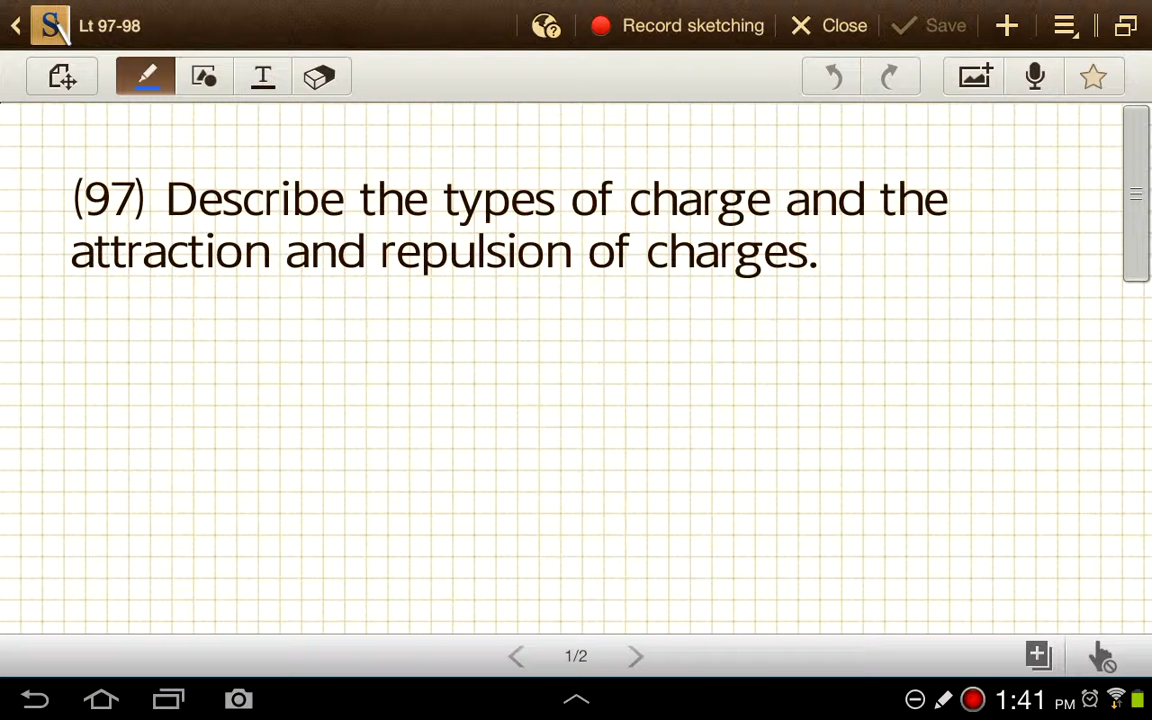 Lt 97-98
Record sketching
Close
Save
T
(97) Describe the types of charge and the
attraction and repulsion of charges.
1/2
1:41 PM